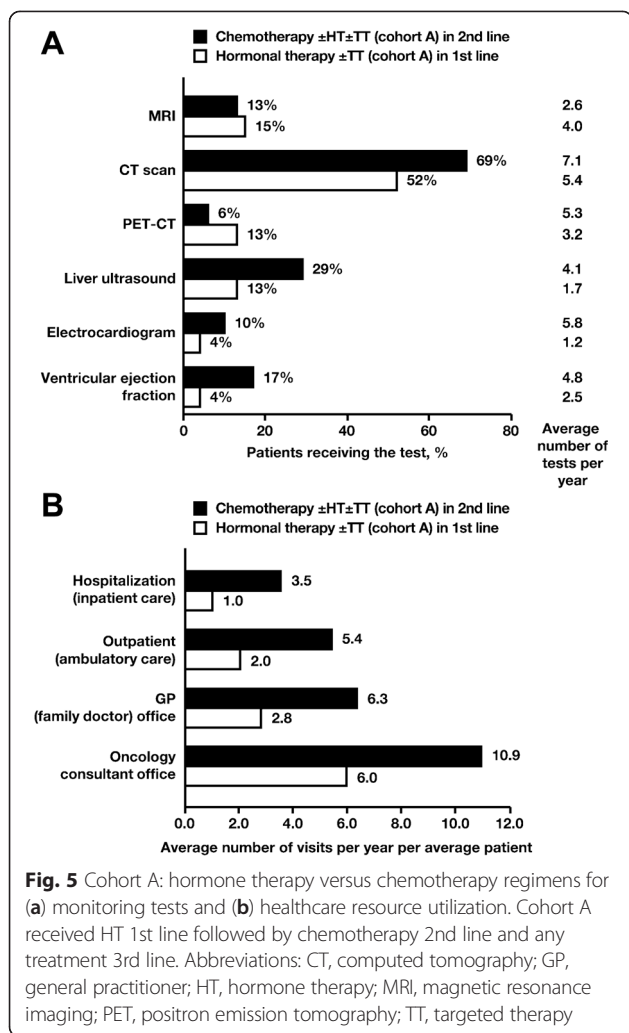 A
Chemotherapy ±HT±TT (cohort A) in 2nd line
Hormonal therapy ±TT (cohort A) in 1st line
MRI
13%
2.6
15%
4.0
CT scan
69%
7.1
52%
5.4
PET-CT
6%
5.3
13%
3.2
Liver ultrasound
29%
4.1
13%
1.7
Electrocardiogram
10%
5.8
4%
1.2
Ventricular ejection
fraction
17%
4.8
4%
2.5
0
20
40
60
80
Patients receiving the test, %
Average
number of
tests per
year
B
Chemotherapy ±HT±TT (cohort A) in 2nd line
Hormonal therapy ±TT (cohort A) in 1st line
Hospitalization
(inpatient care)
3.5
1.0
Outpatient
(ambulatory care)
5.4
2.0
GP
(family doctor) office
6.3
2.8
Oncology
consultant office
10.9
6.0
0.0
2.0
4.0
6.0
8.0
10.0
12.0
Average number of visits per year per average patient
Fig. 5 Cohort A: hormone therapy versus chemotherapy regimens for
(a) monitoring tests and (b) healthcare resource utilization. Cohort A
received HT 1st line followed by chemotherapy 2nd line and any
treatment 3rd line. Abbreviations: CT, computed tomography; GP,
general practitioner; HT, hormone therapy; MRI, magnetic resonance
imaging; PET, positron emission tomography; TT, targeted therapy